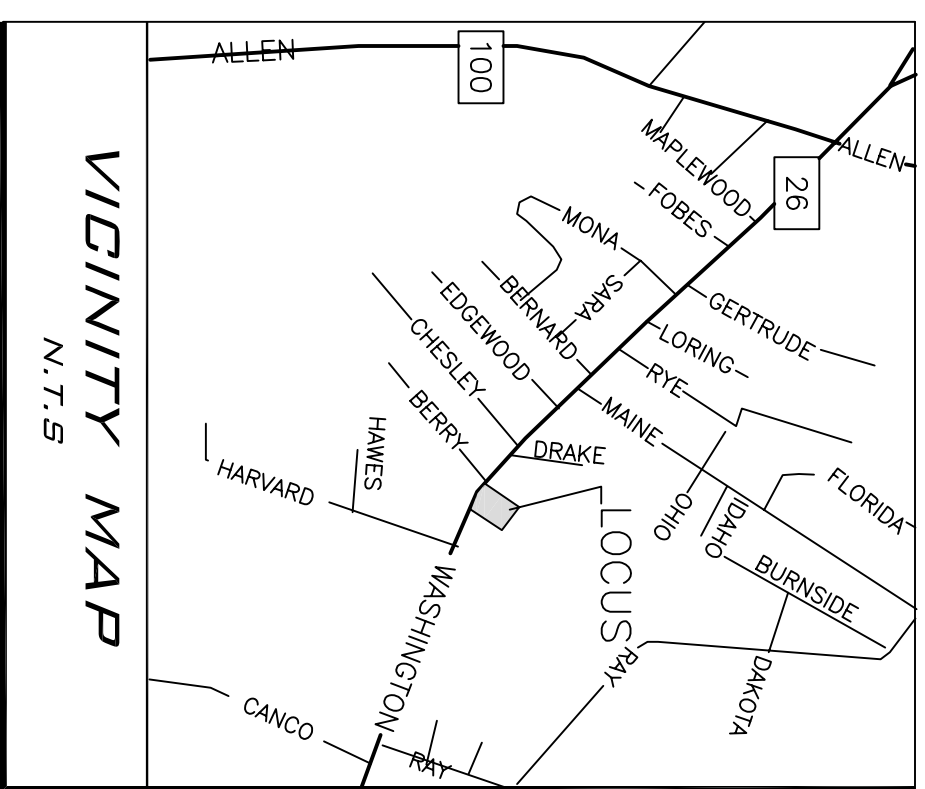 ALLEN
100
ALLEN
26
MAPLEWOOD
FOBES
MONA
SARA
BERNARD
EDGEWOOD
CHESLEY
BERRY
GERTRUDE
LORING
RYE
MAINE
DRAKE
HAWES
HARVARD
FLORIDA
OHIO
IDAHO
BURNSIDE
LOCUS
RAY
DAKOTA
WASHINGTON
CANCO
RAY
VICINITY MAP
N.T.S